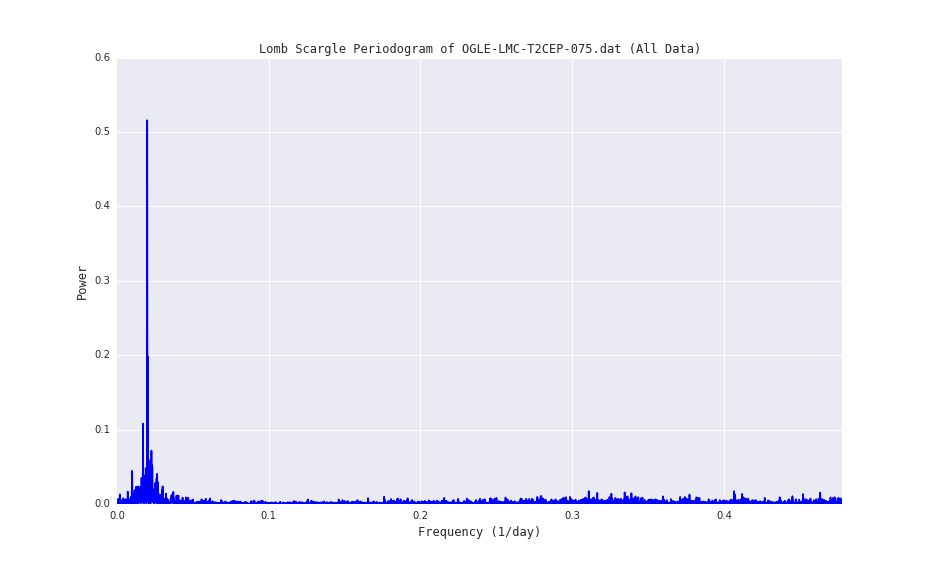 Lomb Scargle Periodogram of OGLE-LMC-T2CEP-075.dat (All Data)
0.6
0.5
0.4
0.3
0.2
0.1
0.0
Power
0.0 0.1 0.2 0.3 0.4
Frequency (1/day)